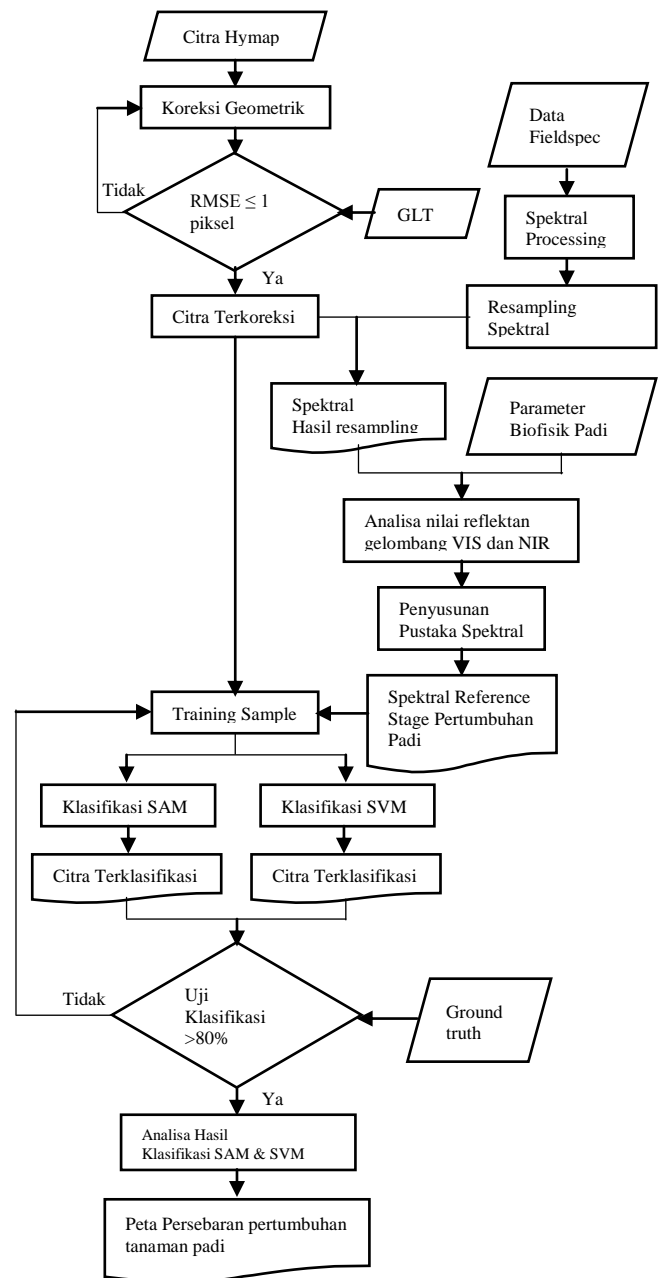 Citra Hymap
Koreksi Geometrik
Data
Fieldspec
Tidak
RMSE ≤ 1
piksel
GLT
Spektral
Processing
Ya
Citra Terkoreksi
Resampling
Spektral
Spektral
Hasil resampling
Parameter
Biofisik Padi
Analisa nilai reflektan
gelombang VIS dan NIR
Penyusunan
Pustaka Spektral
Training Sample
Spektral Reference
Stage Pertumbuhan
Padi
Klasifikasi SAM
Klasifikasi SVM
Citra Terklasifikasi
Citra Terklasifikasi
Tidak
Uji
Klasifikasi
>80%
Ground
truth
Ya
Analisa Hasil
Klasifikasi SAM & SVM
Peta Persebaran pertumbuhan
tanaman padi